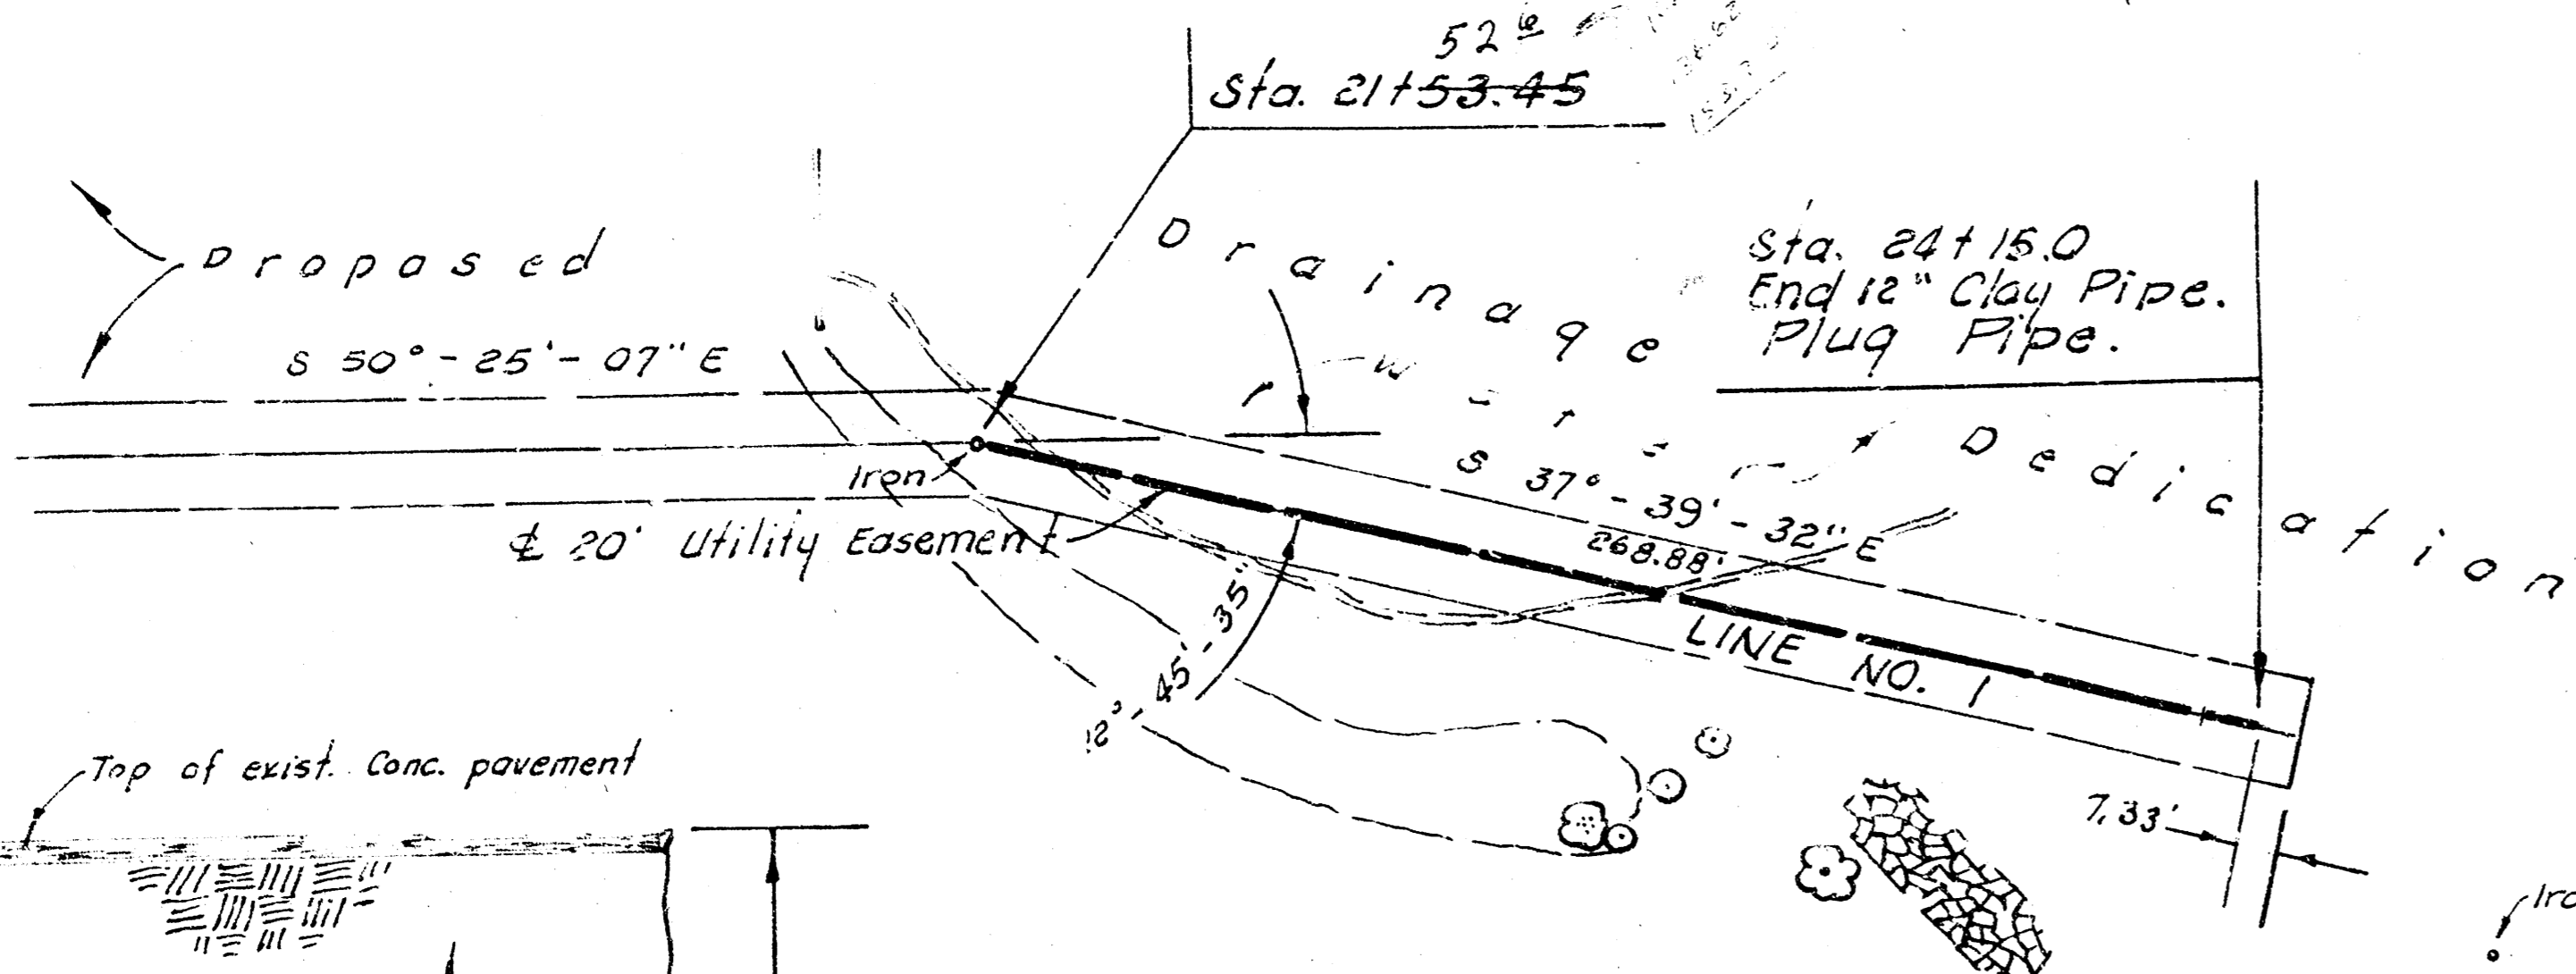 52 6
Sta. 21+53.45
Proposed
Drainage
Dedication
Sta. 24+15.0
End 12" Clay Pipe.
Plug Pipe.
S 50°-25'-07" E
Iron
S 37°-39'-32" E
268.88'
℄ 20' Utility Easement
12°-45'-35"
LINE NO. 1
Top of exist. Conc. pavement
7.33'